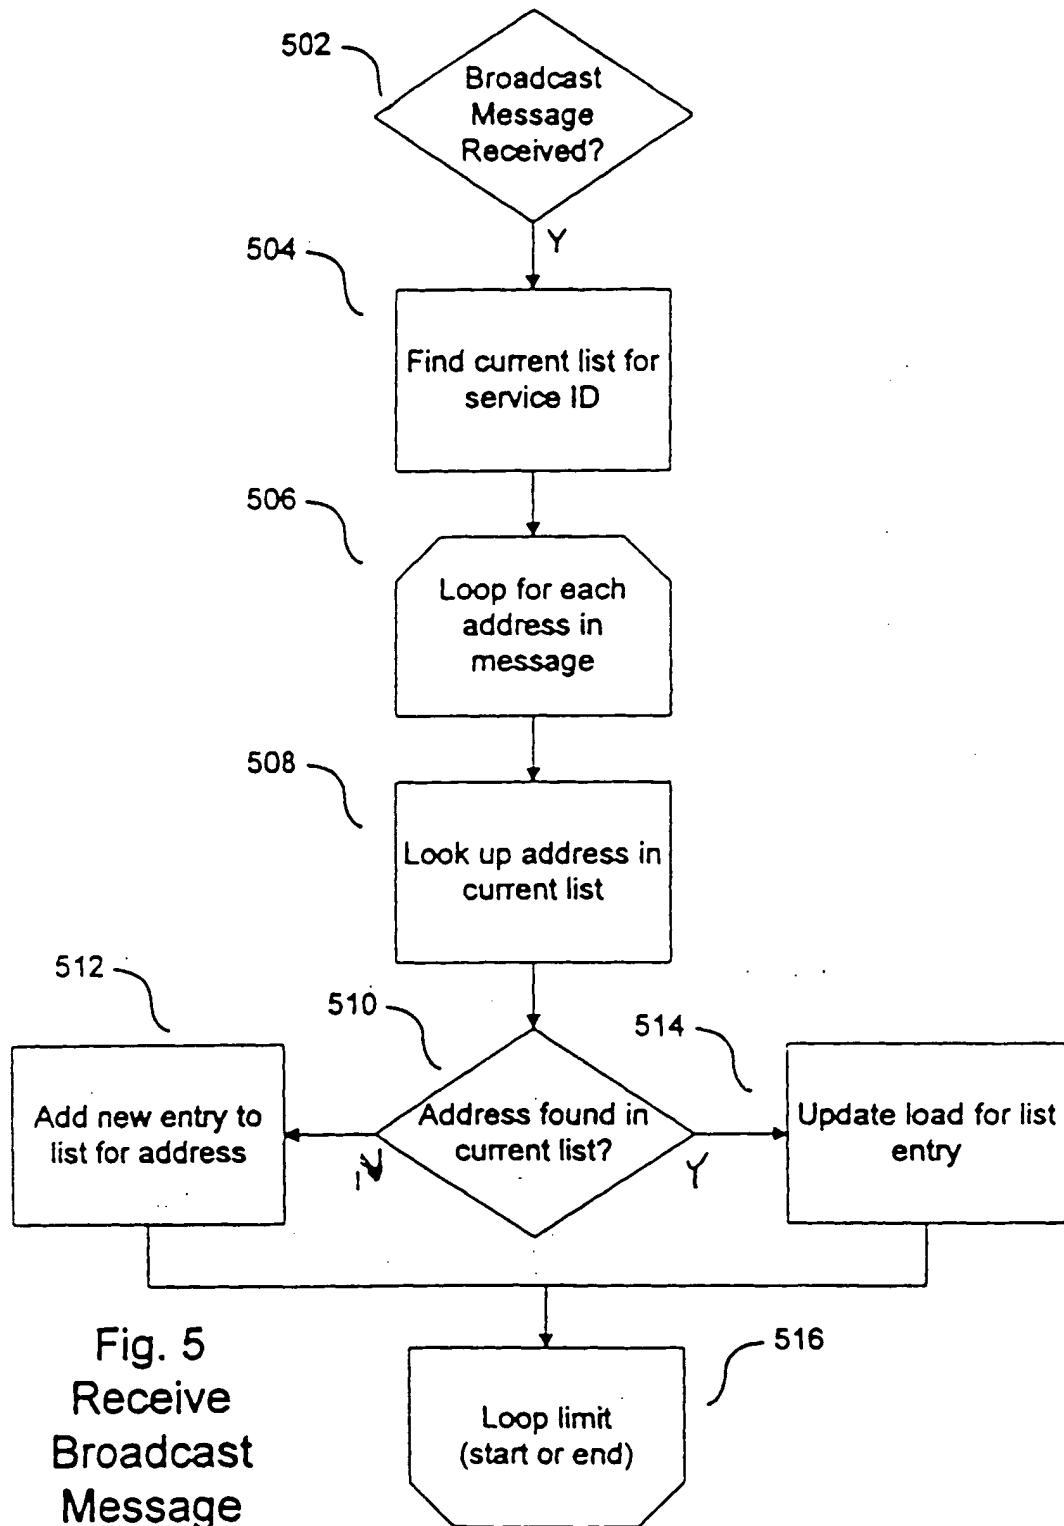 502
Broadcast
Message
Received?
Y
504
Find current list for
service ID
506
Loop for each
address in
message
508
Look up address in
current list
512
510
514
Add new entry to
list for address
Address found in
current list?
Update load for list
entry
N
Y
Fig. 5
Receive
Broadcast
Message
516
Loop limit
(start or end)